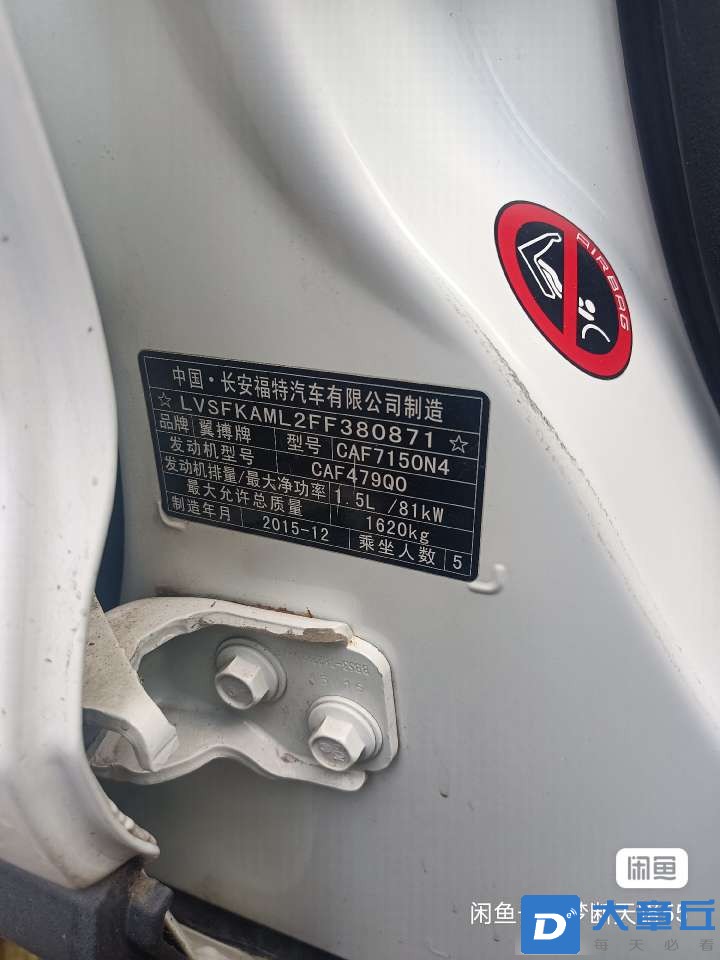 AIRBAG
中国·长安福特汽车有限公司制造
☆LVSFKAML2FF380871☆
品牌 翼搏牌 型号 CAF7150N4
发动机型号 CAF479Q0
发动机排量/最大净功率 1.5L /81kW
最大允许总质量 1620kg
制造年月 2015-12 乘坐人数 5
闲鱼
闲鱼
大章丘
每天必看